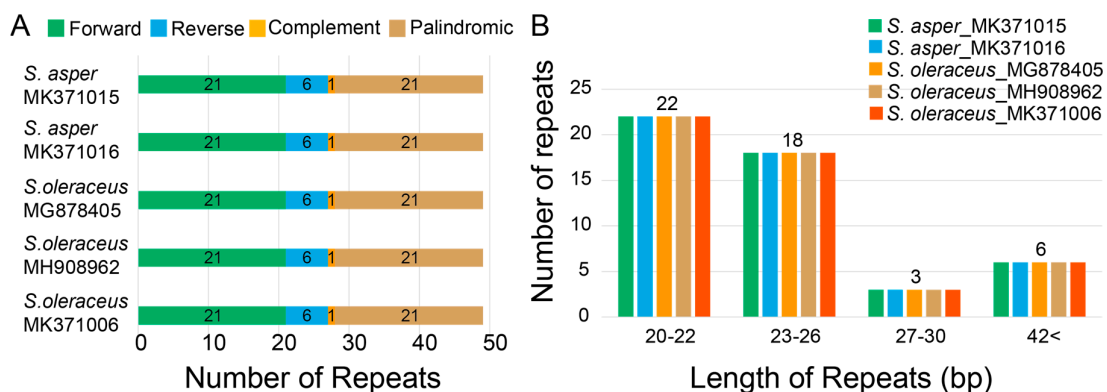 A
Forward Reverse Complement Palindromic
S. asper
MK371015
21 6 1 21
S. asper
MK371016
21 6 1 21
S.oleraceus
MG878405
21 6 1 21
S.oleraceus
MH908962
21 6 1 21
S.oleraceus
MK371006
21 6 1 21
0 10 20 30 40 50
Number of Repeats
B
S. asper_MK371015
S. asper_MK371016
S. oleraceus_MG878405
S. oleraceus_MH908962
S. oleraceus_MK371006
Number of repeats
25
20
15
10
5
0
22
18
3
6
20-22 23-26 27-30 42<
Length of Repeats (bp)